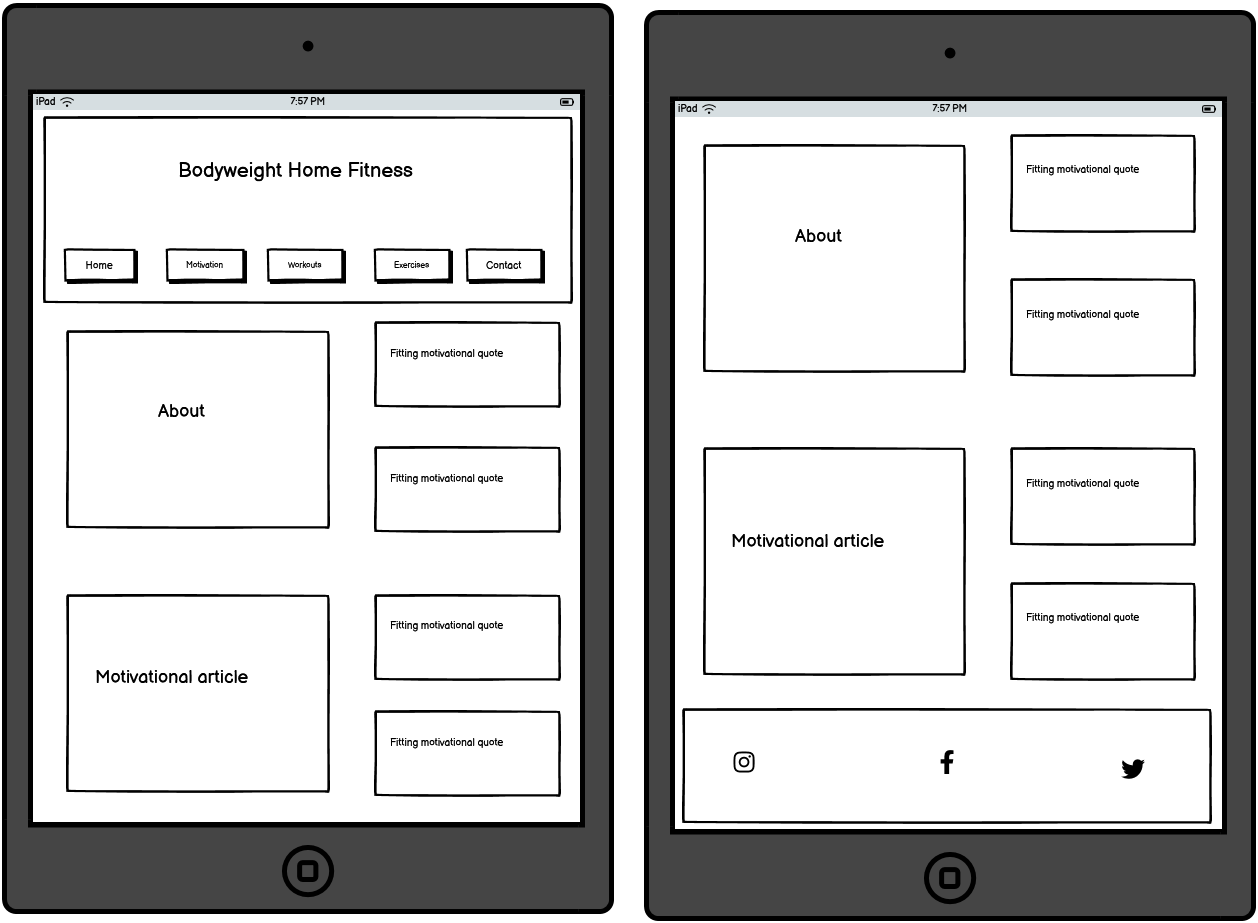 iPad
7:57 PM
Bodyweight Home Fitness
Home
Motivation
Workouts
Exercises
Contact
About
Fitting motivational quote
Fitting motivational quote
Motivational article
Fitting motivational quote
Fitting motivational quote
iPad
7:57 PM
About
Fitting motivational quote
Fitting motivational quote
Motivational article
Fitting motivational quote
Fitting motivational quote